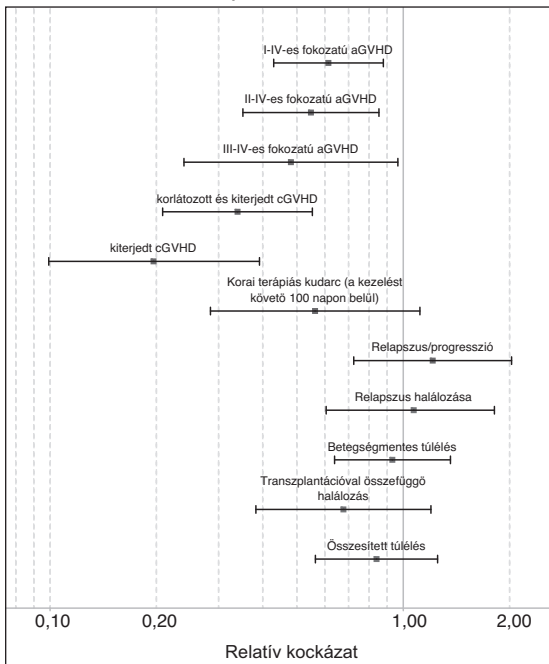 I-IV-es fokozatú aGVHD
II-IV-es fokozatú aGVHD
III-IV-es fokozatú aGVHD
korlátozott és kiterjedt cGVHD
kiterjedt cGVHD
Korai terápiás kudarc (a kezelést
követő 100 napon belül)
Relapszus/progresszió
Relapszus halálozása
Betegségmentes túlélés
Transzplantációval összefüggő
halálozás
Összesített túlélés
0,10 0,20 1,00 2,00
Relatív kockázat